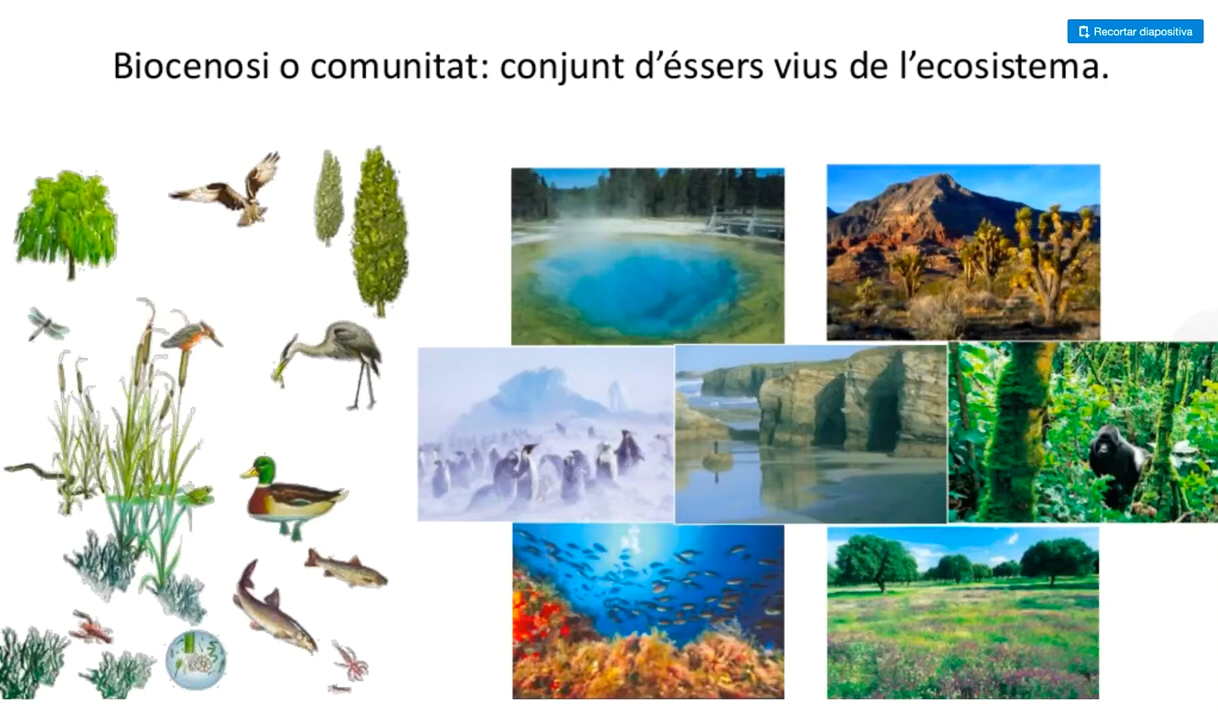 Recortar diapositiva
Biocenosi o comunitat: conjunt d’éssers vius de l’ecosistema.